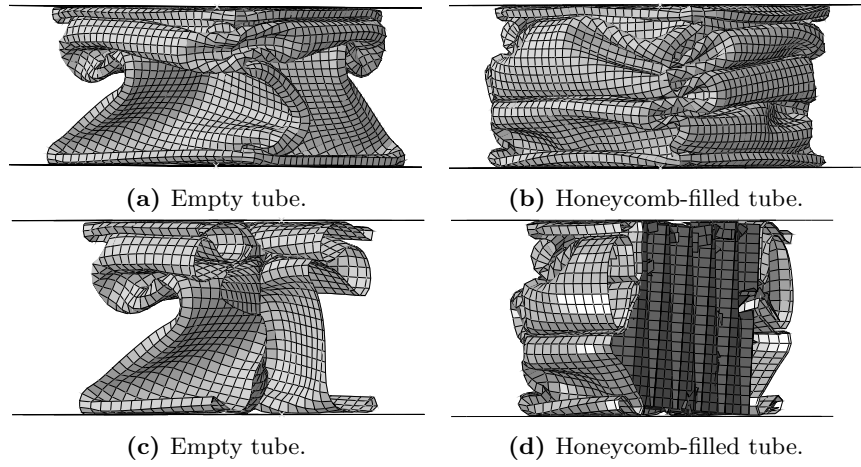 (a) Empty tube.
(b) Honeycomb-filled tube.
(c) Empty tube.
(d) Honeycomb-filled tube.